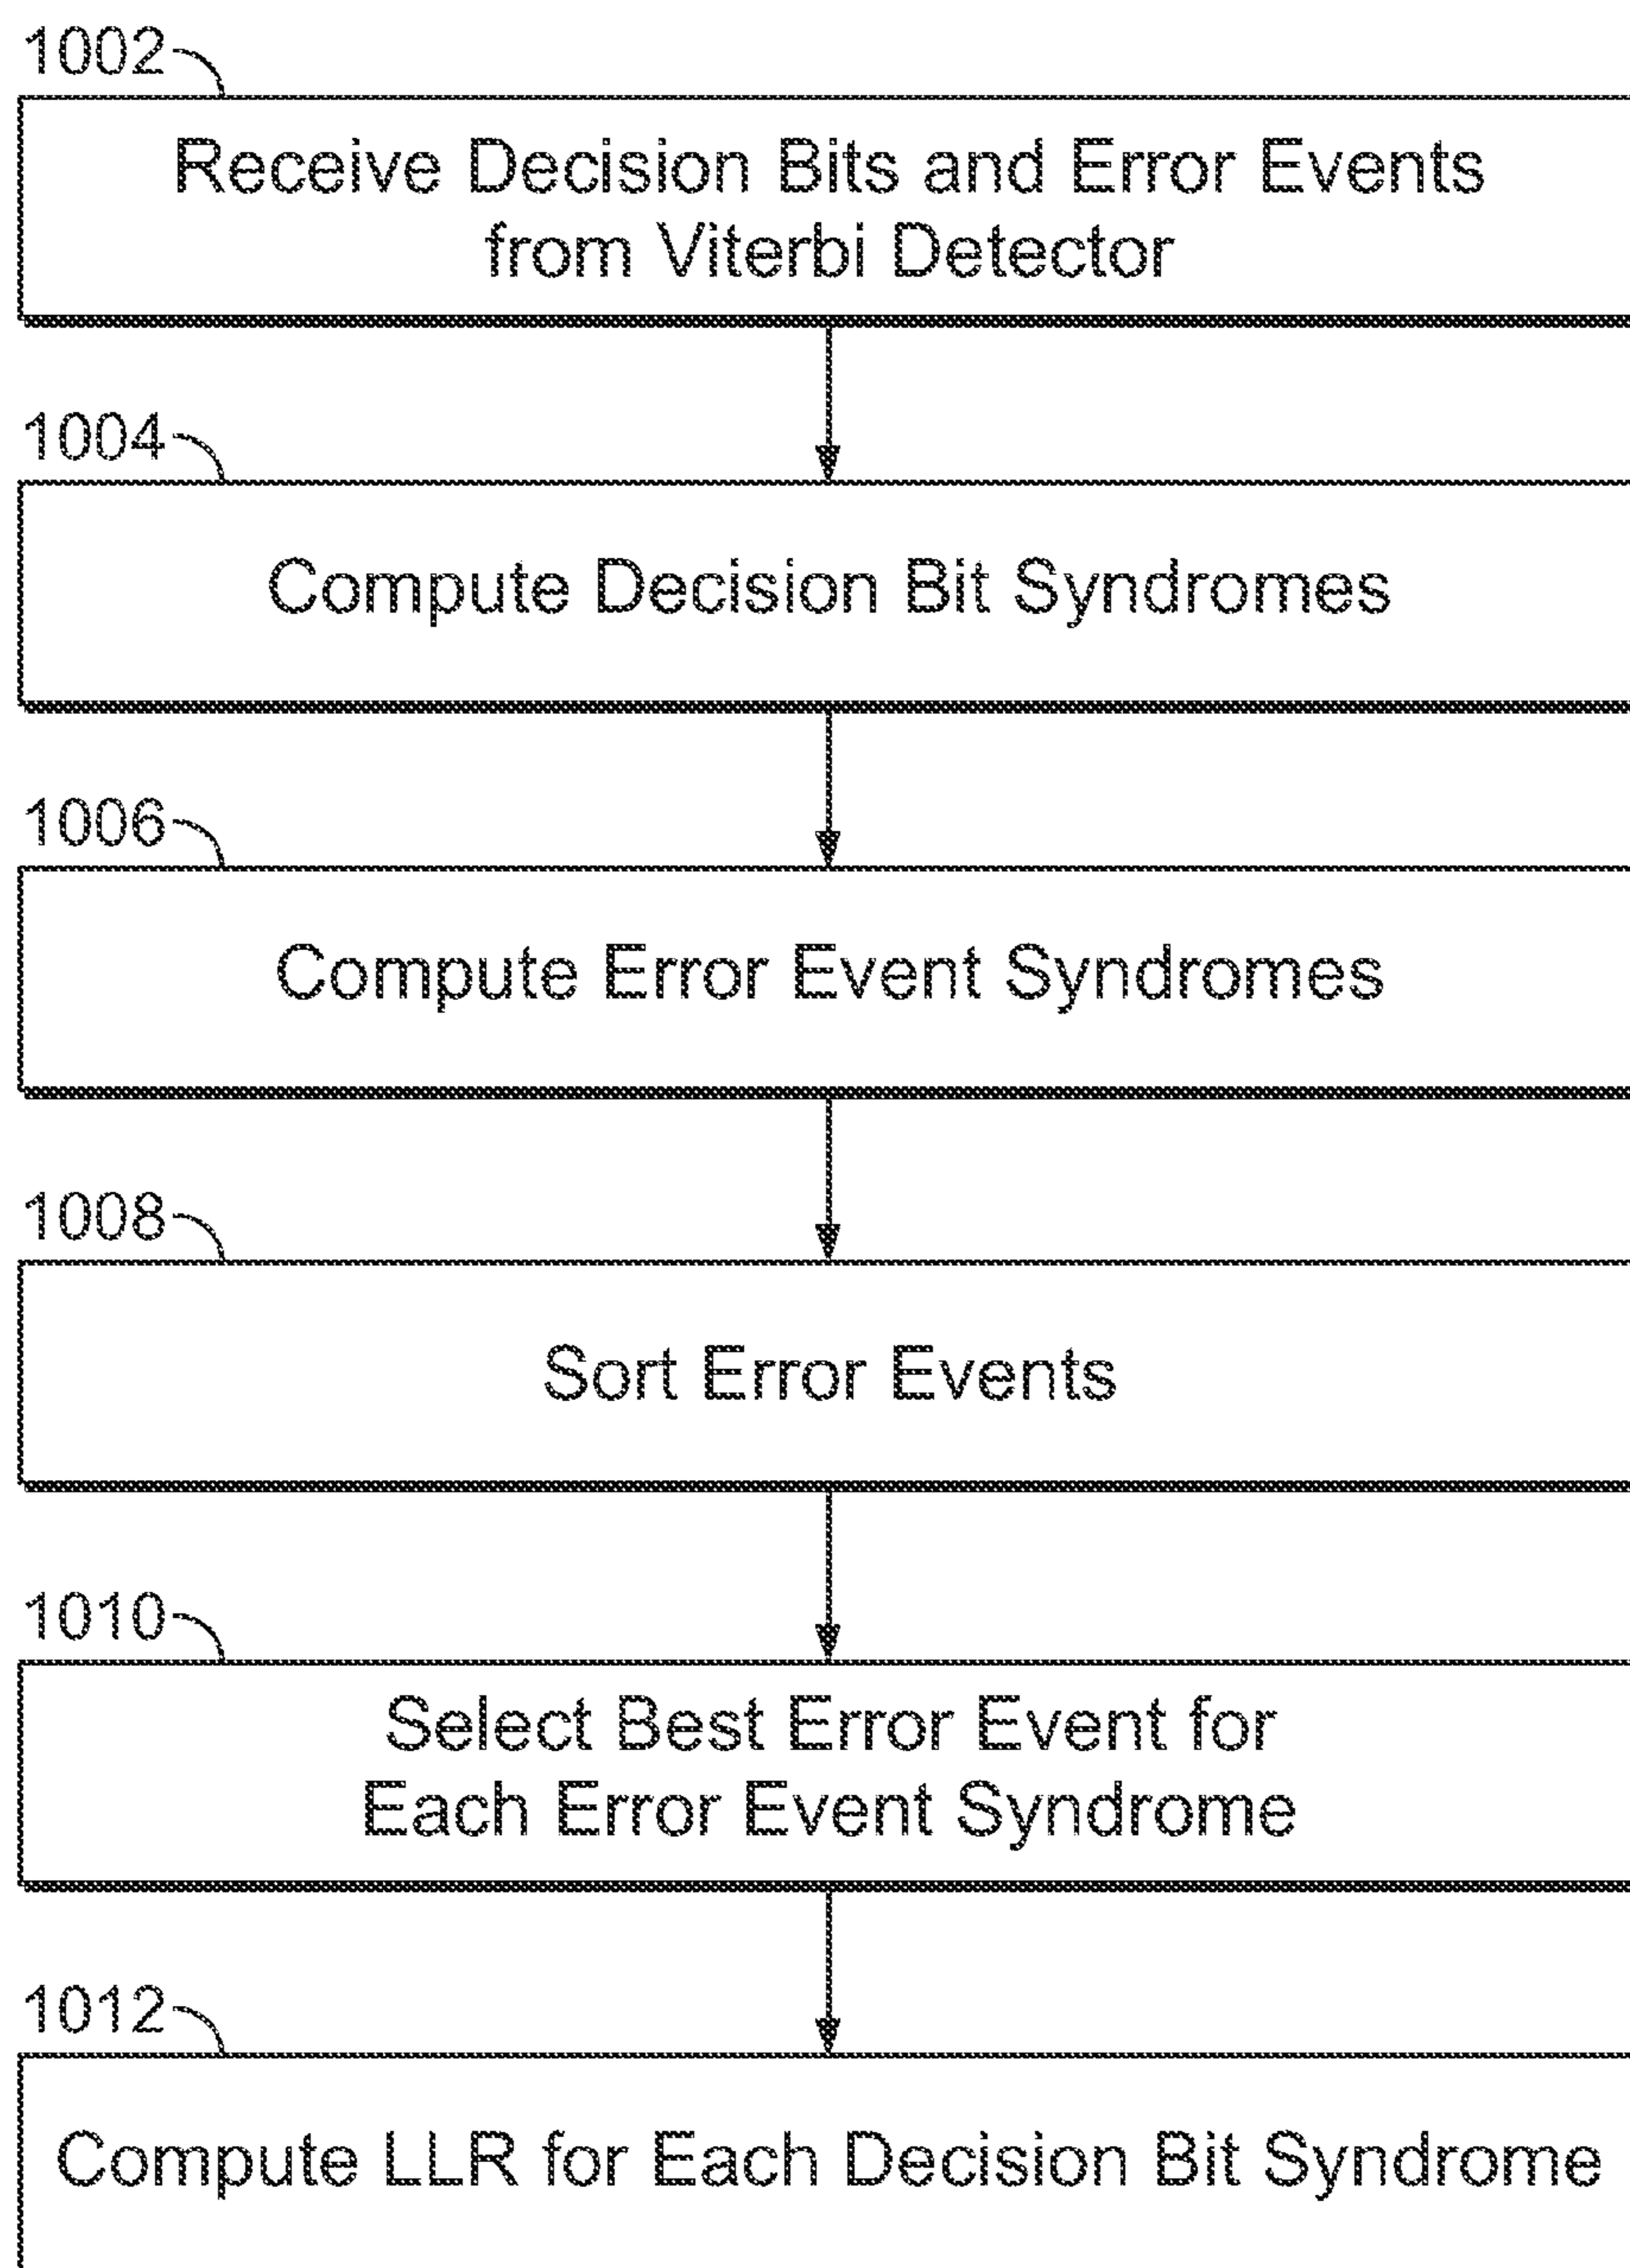 1002
Receive Decision Bits and Error Events
from Viterbi Detector
1004
Compute Decision Bit Syndromes
1006
Compute Error Event Syndromes
1008
Sort Error Events
1010
Select Best Error Event for
Each Error Event Syndrome
1012
Compute LLR for Each Decision Bit Syndrome